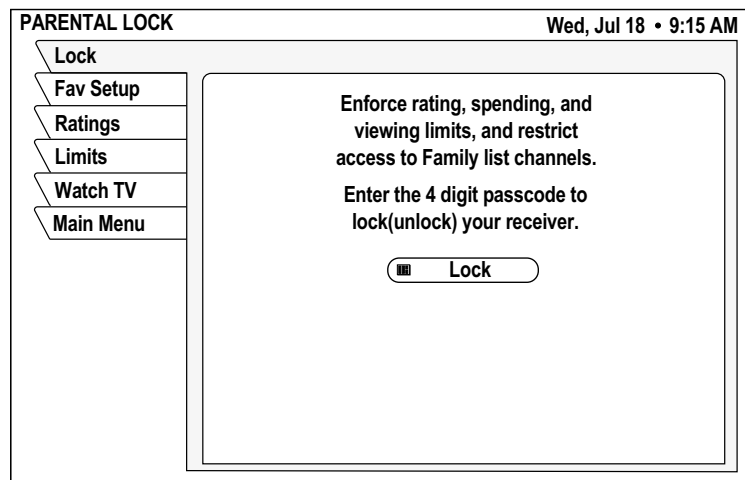 PARENTAL LOCK
Wed, Jul 18 • 9:15 AM
Lock
Fav Setup
Ratings
Limits
Watch TV
Main Menu
Enforce rating, spending, and
viewing limits, and restrict
access to Family list channels.
Enter the 4 digit passcode to
lock(unlock) your receiver.
Lock